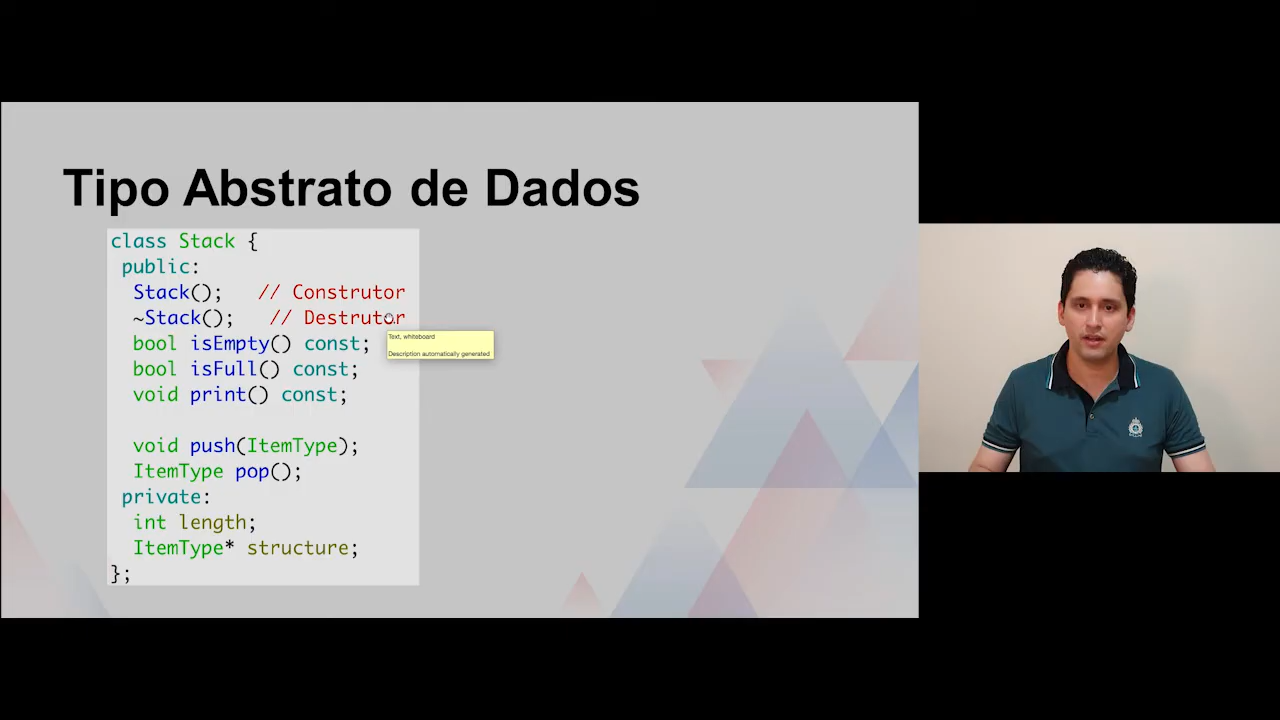 Tipo Abstrato de Dados
class Stack {
public:
Stack(); // Construtor
~Stack(); // Destrutor
bool isEmpty() const;
bool isFull() const;
void print() const;
void push(ItemType);
ItemType pop();
private:
int length;
ItemType* structure;
};
Text, whiteboard
Description automatically generated